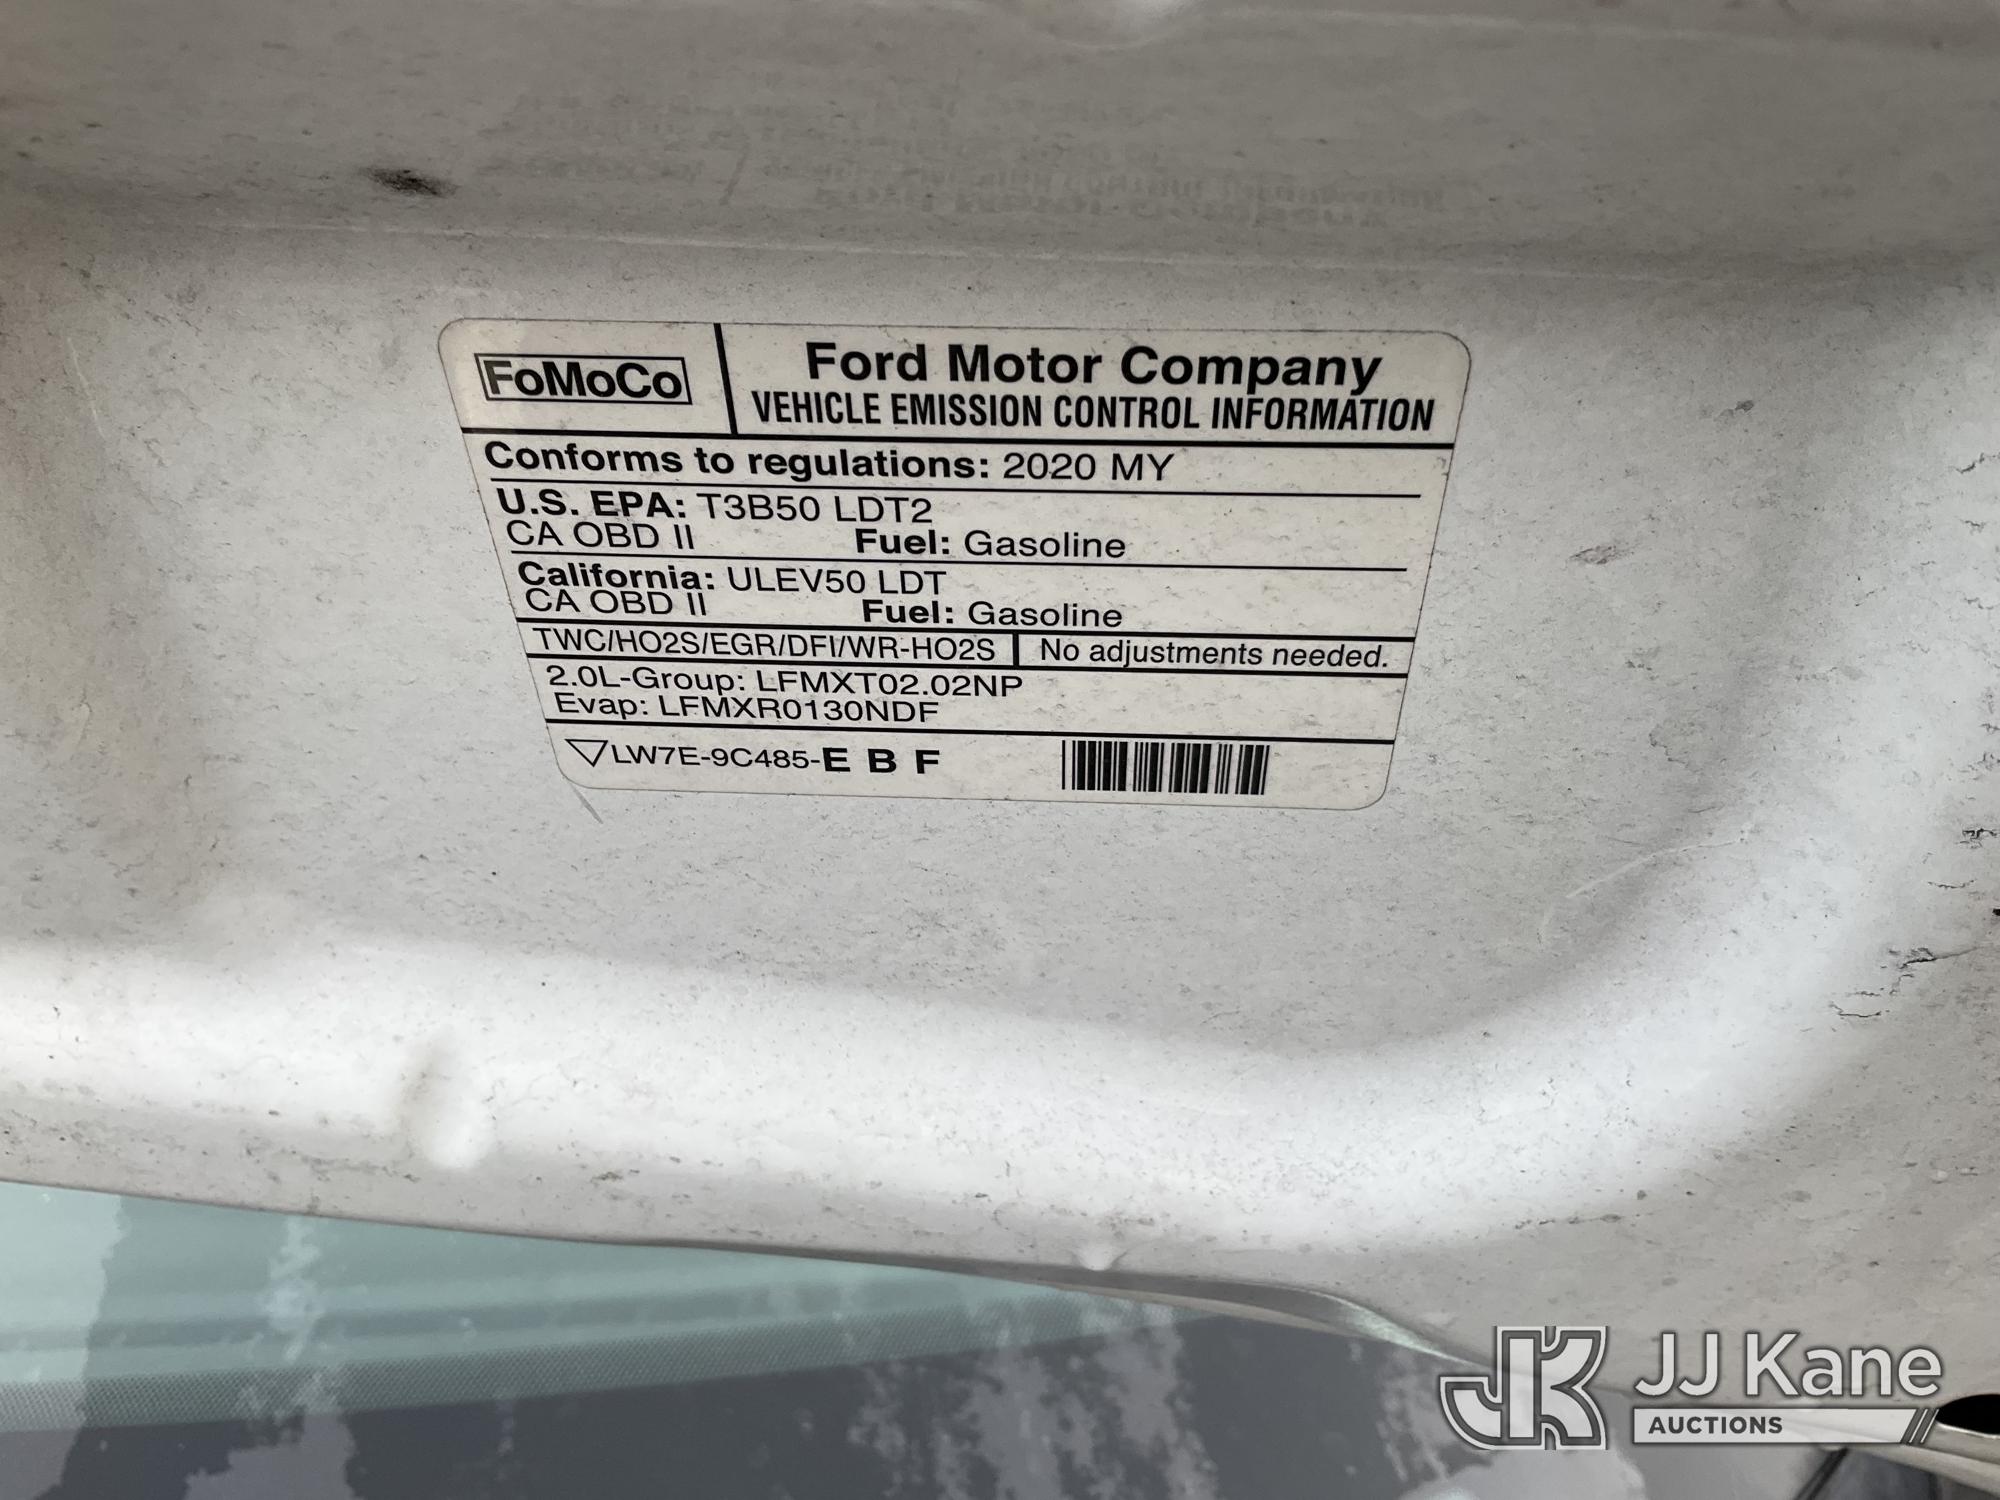 FoMoCo
Ford Motor Company
VEHICLE EMISSION CONTROL INFORMATION
Conforms to regulations: 2020 MY
U.S. EPA: T3B50 LDT2
CA OBD II Fuel: Gasoline
California: ULEV50 LDT
CA OBD II Fuel: Gasoline
TWC/HO2S/EGR/DFI/WR-HO2S No adjustments needed.
2.0L-Group: LFMXT02.02NP
Evap: LFMXR0130NDF
LW7E-9C485-E B F
JK JJ Kane
AUCTIONS